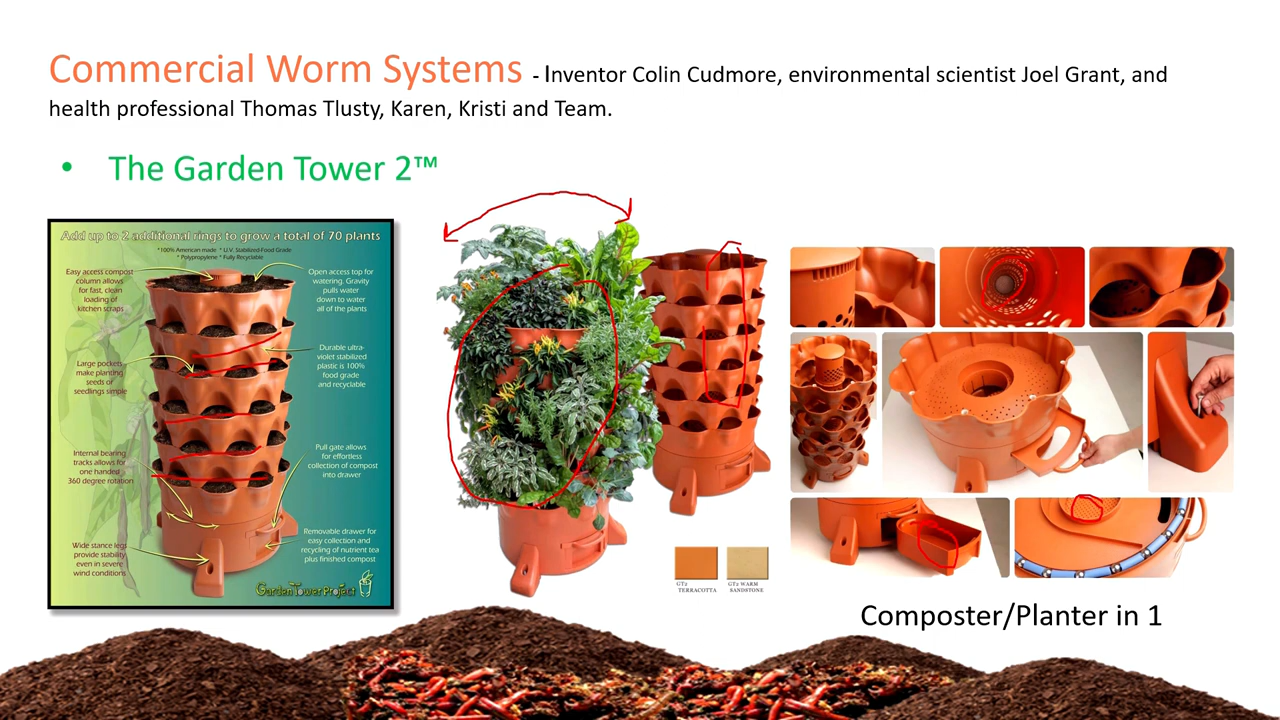 Commercial Worm Systems - Inventor Colin Cudmore, environmental scientist Joel Grant, and
health professional Thomas Tlusty, Karen, Kristi and Team.
• The Garden Tower 2™
Add up to 2 additional rings to grow a total of 70 plants
*100% American made * U.V. Stabilized-Food Grade
* Polypropylene * Fully Recyclable
Easy access compost
column allows
for fast, clean
loading of
kitchen scraps
Open access top for
watering. Gravity
pulls water
down to water
all of the plants
Large pockets
make planting
seeds or
seedlings simple
Durable ultra-
violet stabilized
plastic is 100%
food grade
and recyclable
Internal bearing
tracks allows for
one handed
360 degree rotation
Pull gate allows
for effortless
collection of compost
into drawer
Wide stance legs
provide stability
even in severe
wind conditions
Removable drawer for
easy collection and
recycling of nutrient tea
plus finished compost
Garden Tower Project
GT2
TERRACOTTA
GT2 WARM
SANDSTONE
Composter/Planter in 1